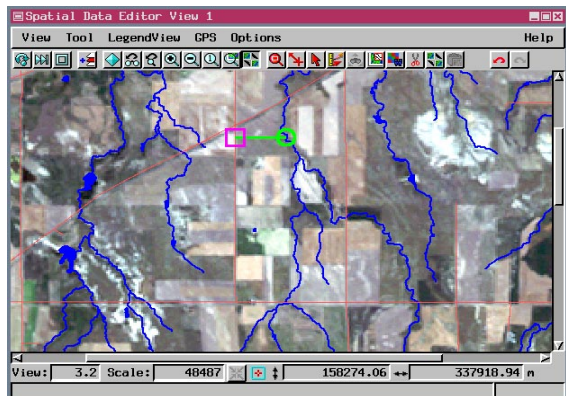 Spatial Data Editor View 1
View Tool LegendView GPS Options Help
View: 3.2 Scale: 48487 158274.06 337918.94 m